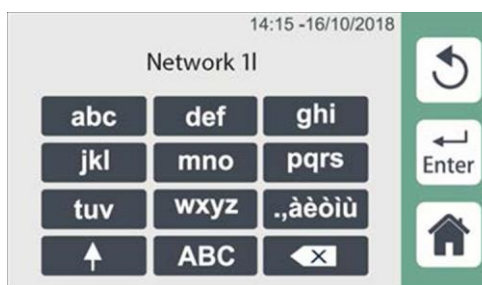 14:15 -16/10/2018
Network 1l
abc def ghi
jkl mno pqrs
Enter
tuv wxyz .,àèòìù
ABC